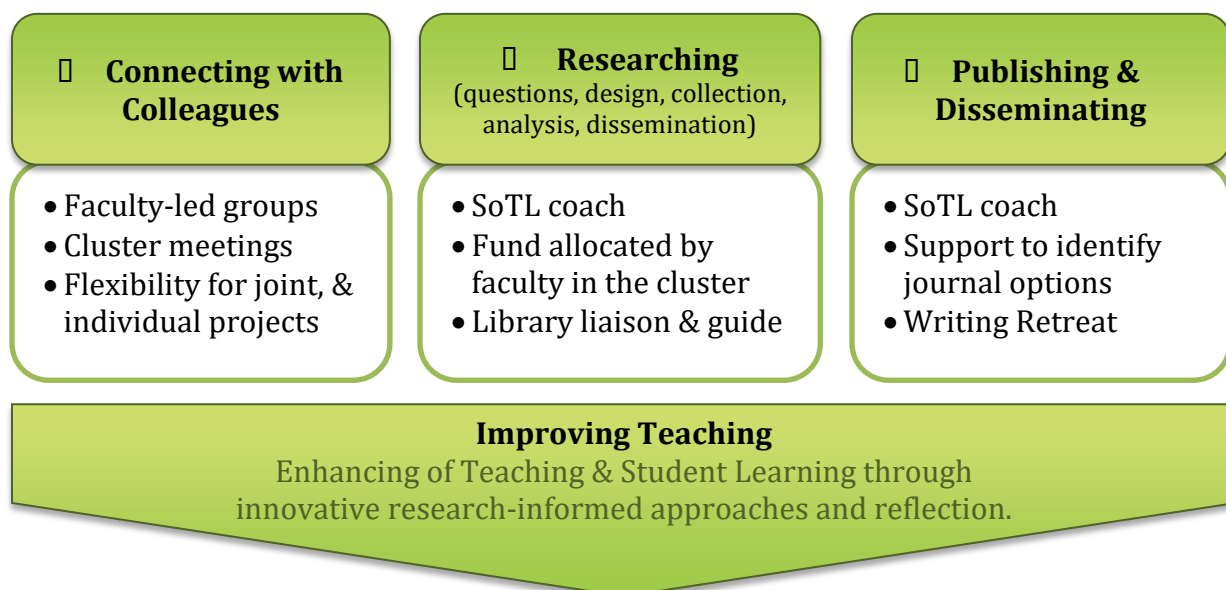 ▯ Connecting with
Colleagues
• Faculty-led groups
• Cluster meetings
• Flexibility for joint, &
individual projects
▯ Researching
(questions, design, collection,
analysis, dissemination)
• SoTL coach
• Fund allocated by
faculty in the cluster
• Library liaison & guide
▯ Publishing &
Disseminating
• SoTL coach
• Support to identify
journal options
• Writing Retreat
Improving Teaching
Enhancing of Teaching & Student Learning through
innovative research-informed approaches and reflection.